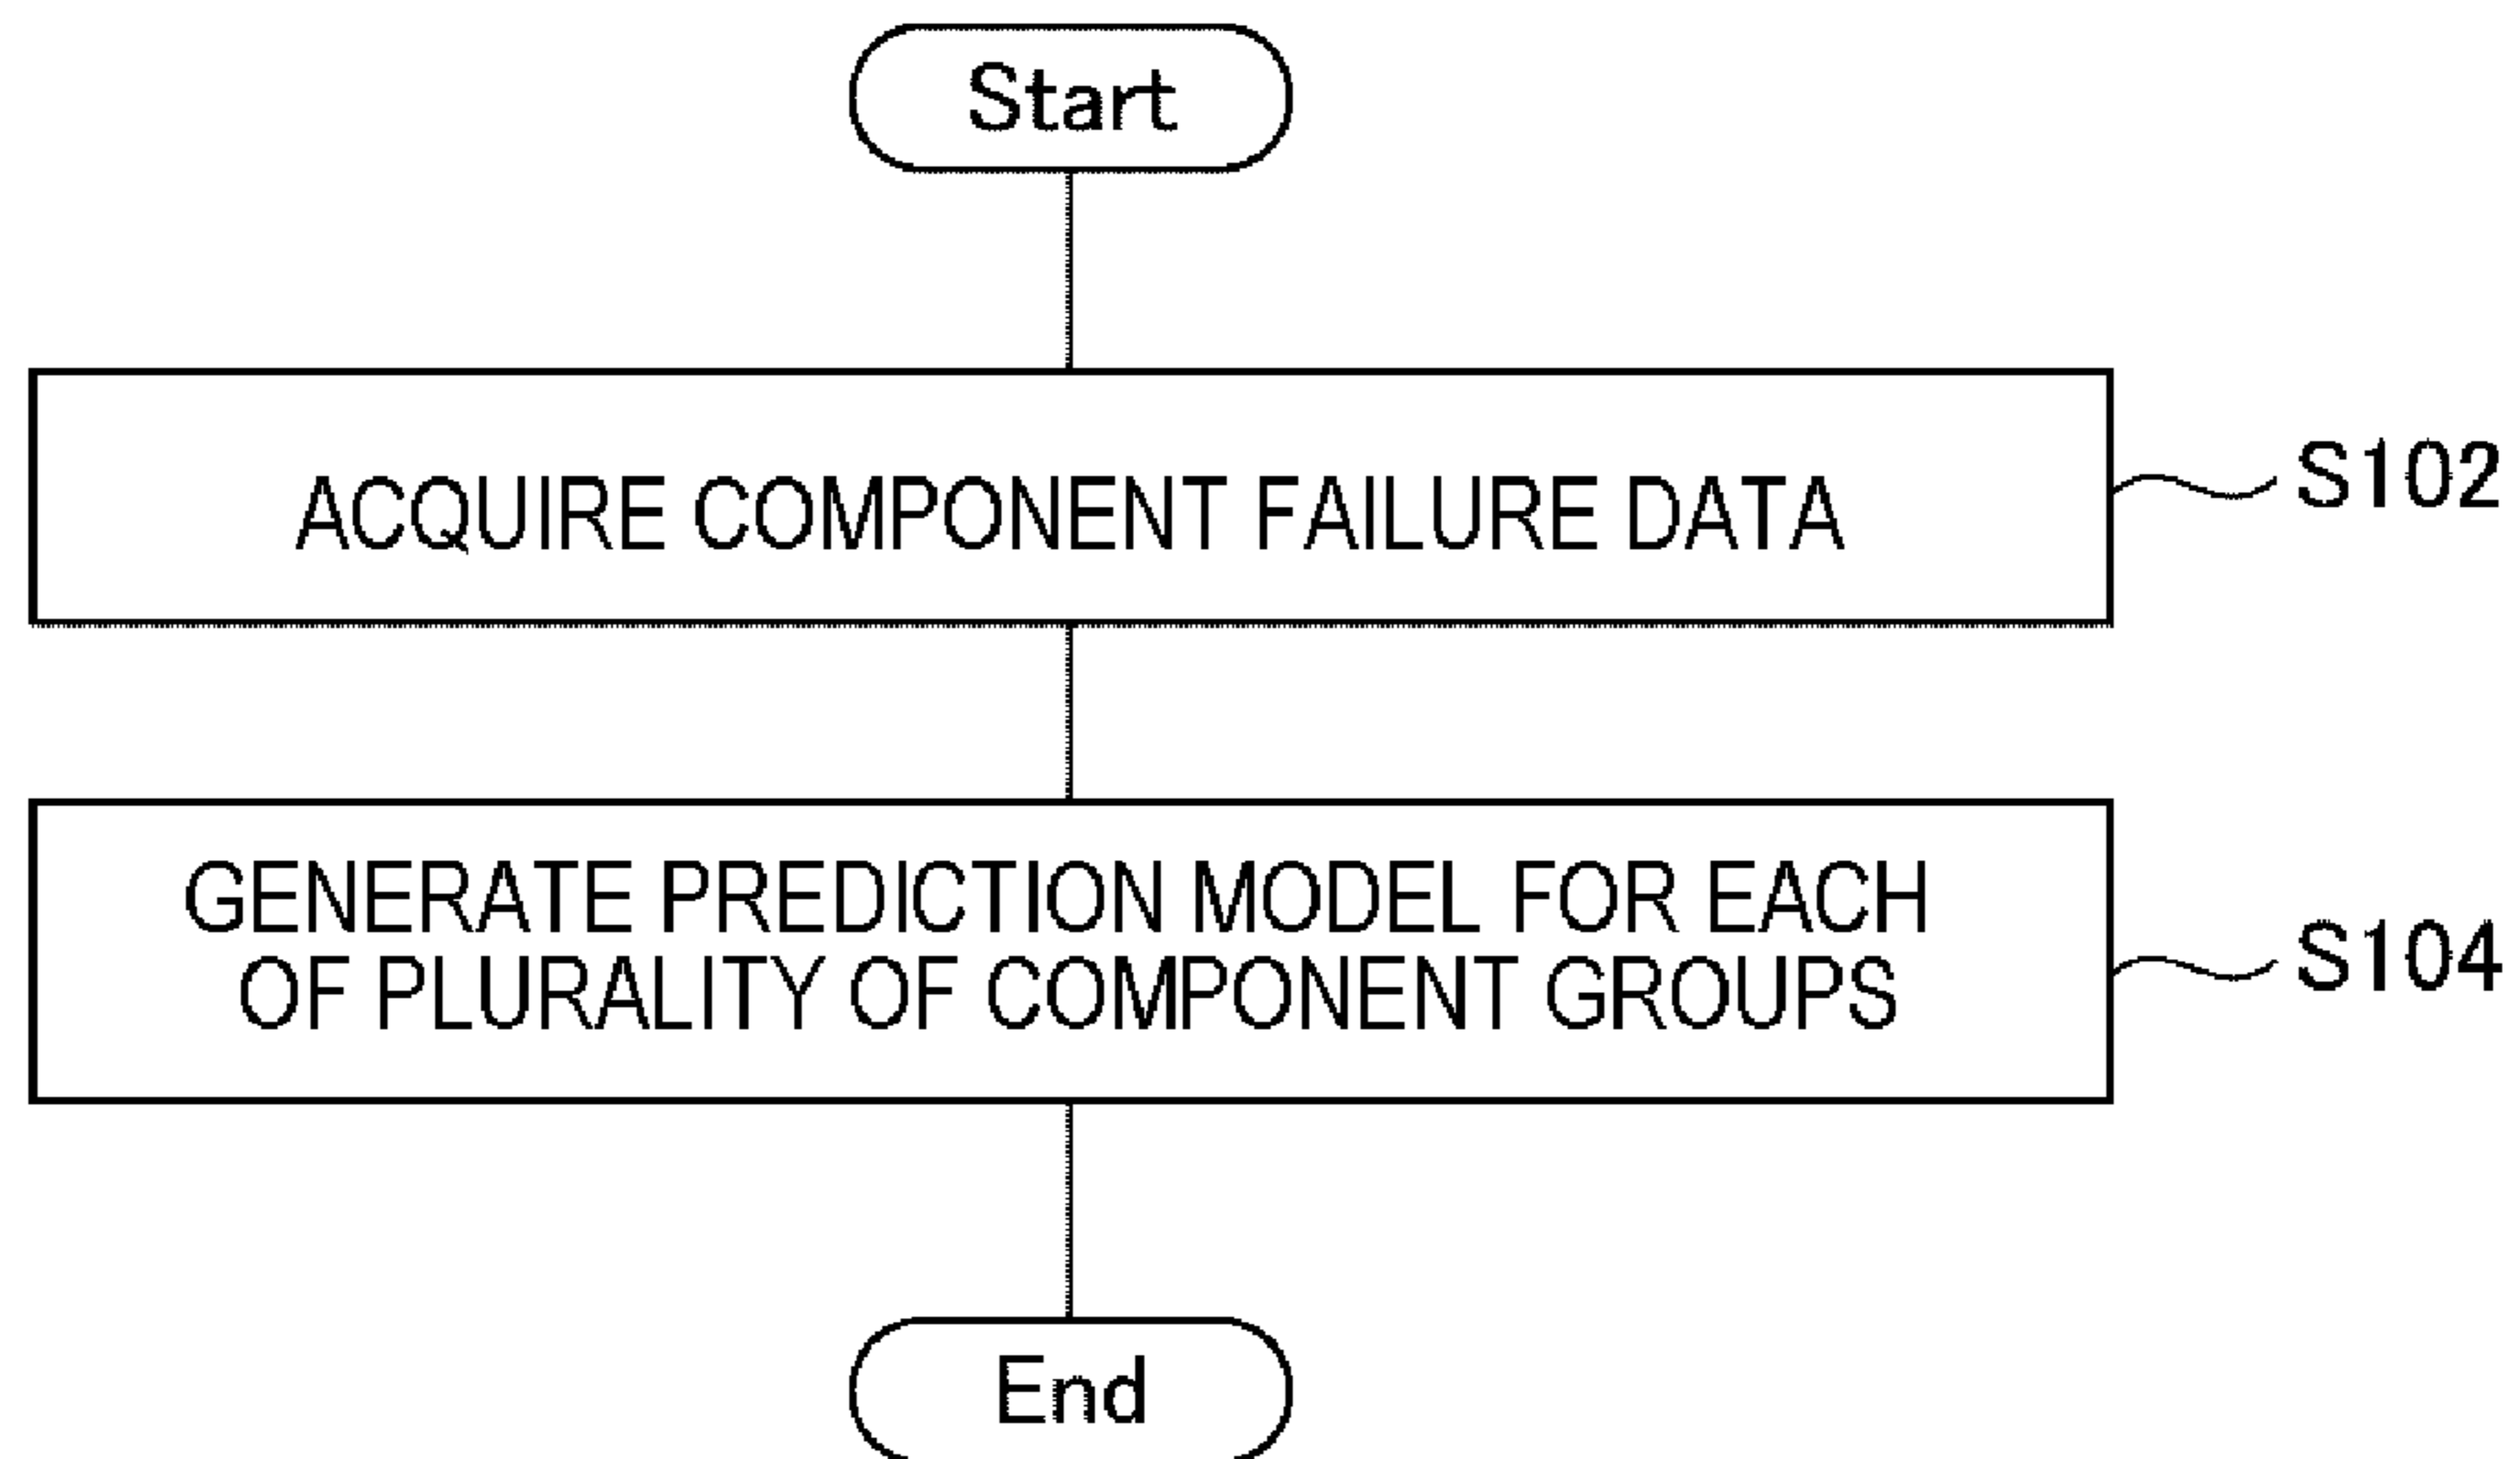 Start
ACQUIRE COMPONENT FAILURE DATA
S102
GENERATE PREDICTION MODEL FOR EACH
OF PLURALITY OF COMPONENT GROUPS
S104
End